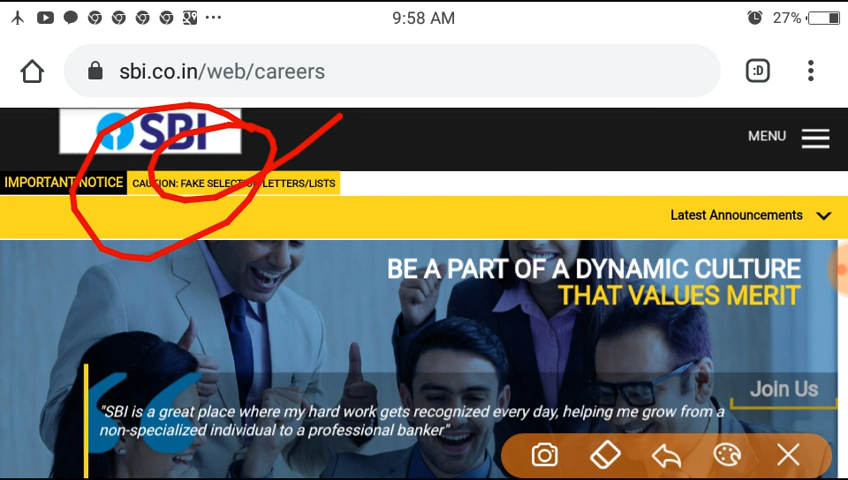 9:58 AM
27%
sbi.co.in/web/careers
:D
SBI
MENU
IMPORTANT NOTICE
CAUTION: FAKE SELECTION LETTERS/LISTS
Latest Announcements
BE A PART OF A DYNAMIC CULTURE
THAT VALUES MERIT
Join Us
"SBI is a great place where my hard work gets recognized every day, helping me grow from a
non-specialized individual to a professional banker"